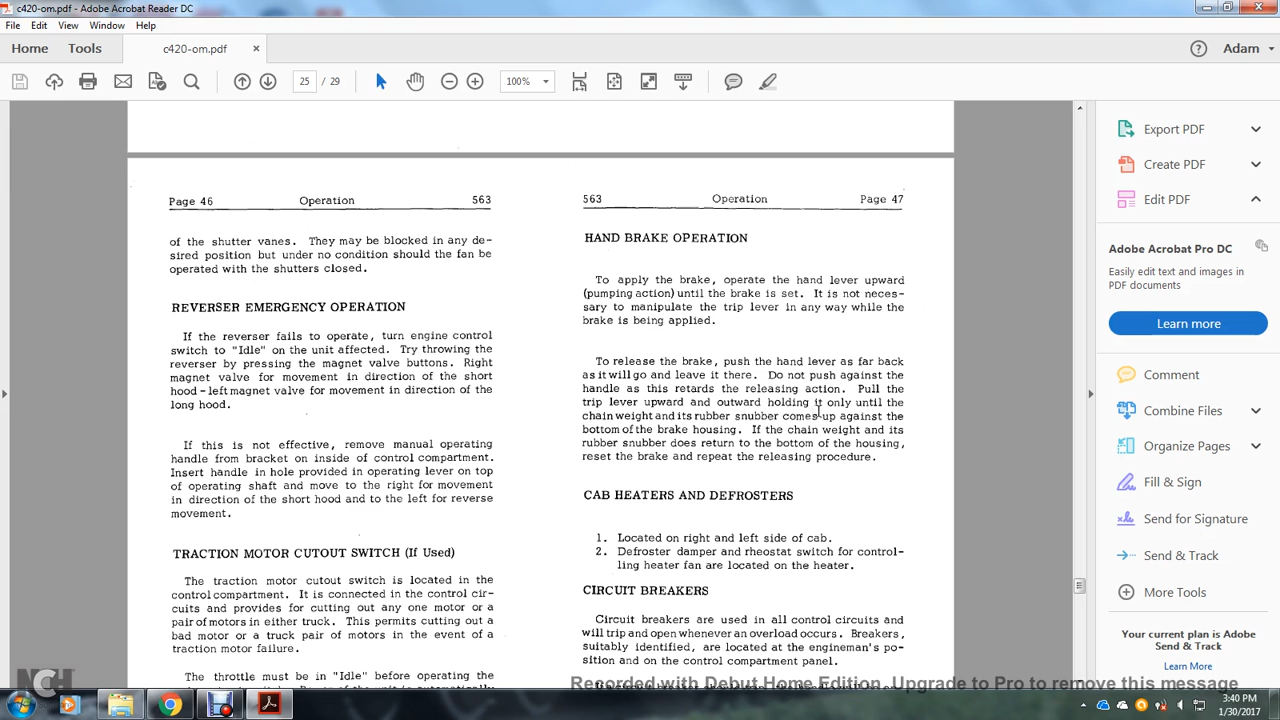 c420-om.pdf - Adobe Acrobat Reader DC
File Edit View Window Help
Home Tools c420-om.pdf × Adam
25 / 29 100%
Page 46 Operation 563
of the shutter vanes. They may be blocked in any de-
sired position but under no condition should the fan be
operated with the shutters closed.
REVERSER EMERGENCY OPERATION
If the reverser fails to operate, turn engine control
switch to "Idle" on the unit affected. Try throwing the
reverser by pressing the magnet valve buttons. Right
magnet valve for movement in direction of the short
hood - left magnet valve for movement in direction of the
long hood.
If this is not effective, remove manual operating
handle from bracket on inside of control compartment.
Insert handle in hole provided in operating lever on top
of operating shaft and move to the right for movement
in direction of the short hood and to the left for reverse
movement.
TRACTION MOTOR CUTOUT SWITCH (If Used)
The traction motor cutout switch is located in the
control compartment. It is connected in the control cir-
cuits and provides for cutting out any one motor or a
pair of motors in either truck. This permits cutting out a
bad motor or a truck pair of motors in the event of a
traction motor failure.
The throttle must be in "Idle" before operating the
563 Operation Page 47
HAND BRAKE OPERATION
To apply the brake, operate the hand lever upward
(pumping action) until the brake is set. It is not neces-
sary to manipulate the trip lever in any way while the
brake is being applied.
To release the brake, push the hand lever as far back
as it will go and leave it there. Do not push against the
handle as this retards the releasing action. Pull the
trip lever upward and outward holding it only until the
chain weight and its rubber snubber comes up against the
bottom of the brake housing. If the chain weight and its
rubber snubber does return to the bottom of the housing,
reset the brake and repeat the releasing procedure.
CAB HEATERS AND DEFROSTERS
1. Located on right and left side of cab.
2. Defroster damper and rheostat switch for control-
ling heater fan are located on the heater.
CIRCUIT BREAKERS
Circuit breakers are used in all control circuits and
will trip and open whenever an overload occurs. Breakers,
suitably identified, are located at the engineman's po-
sition and on the control compartment panel.
Export PDF
Create PDF
Edit PDF
Adobe Acrobat Pro DC
Easily edit text and images in
PDF documents
Learn more
Comment
Combine Files
Organize Pages
Fill & Sign
Send for Signature
Send & Track
More Tools
Your current plan is Adobe
Send & Track
Learn More
NCH
Recorded with Debut Home Edition. Upgrade to Pro to remove this message
3:40 PM
1/30/2017